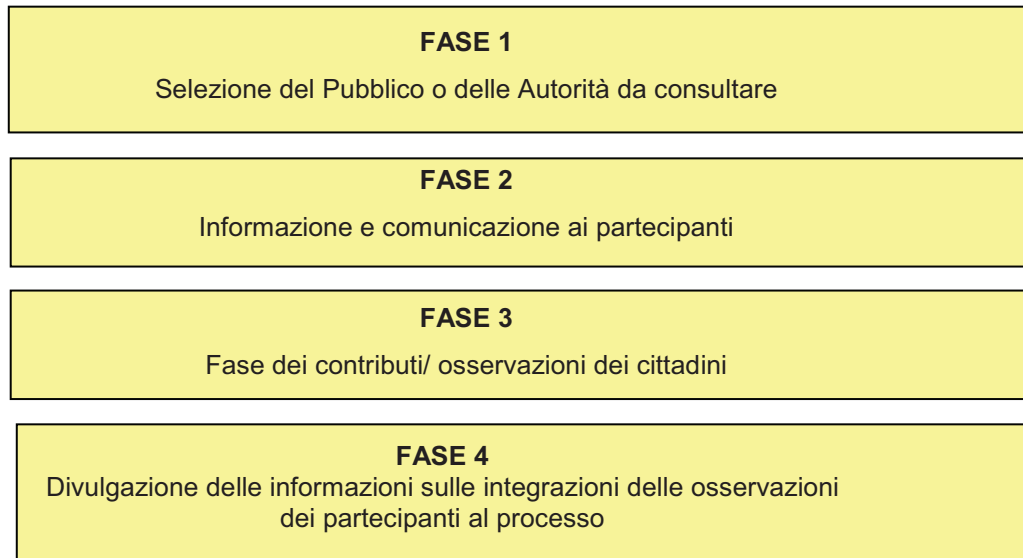 FASE 1
Selezione del Pubblico o delle Autorità da consultare
FASE 2
Informazione e comunicazione ai partecipanti
FASE 3
Fase dei contributi/ osservazioni dei cittadini
FASE 4
Divulgazione delle informazioni sulle integrazioni delle osservazioni
dei partecipanti al processo